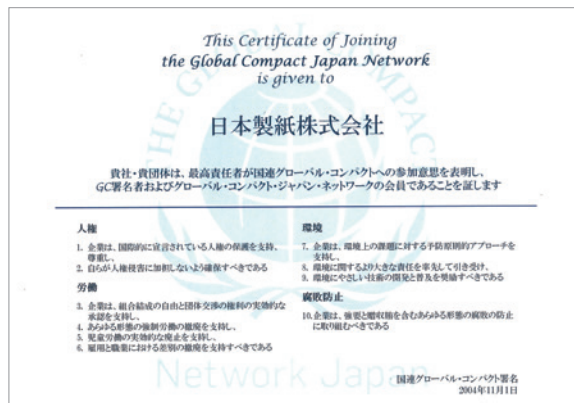 This Certificate of Joining
the Global Compact Japan Network
is given to
日本製紙株式会社
貴社・貴団体は、最高責任者が国連グローバル・コンパクトへの参加意思を表明し、
GC署名者およびグローバル・コンパクト・ジャパン・ネットワークの会員であることを証します
人権
1. 企業は、国際的に宣言されている人権の保護を支持、
尊重し、
2. 自らが人権侵害に加担しないよう確保すべきである
労働
3. 企業は、組合結成の自由と団体交渉の権利の実効的な
承認を支持し、
4. あらゆる形態の強制労働の撤廃を支持し、
5. 児童労働の実効的な廃止を支持し、
6. 雇用と職業における差別の撤廃を支持すべきである
環境
7. 企業は、環境上の課題に対する予防原則的アプローチを
支持し、
8. 環境に関するより大きな責任を率先して引き受け、
9. 環境にやさしい技術の開発と普及を奨励すべきである
腐敗防止
10. 企業は、強要と贈収賄を含むあらゆる形態の腐敗の防止
に取り組むべきである
国連グローバル・コンパクト署名
2004年11月1日
THE GLOBAL COMPACT
Network Japan